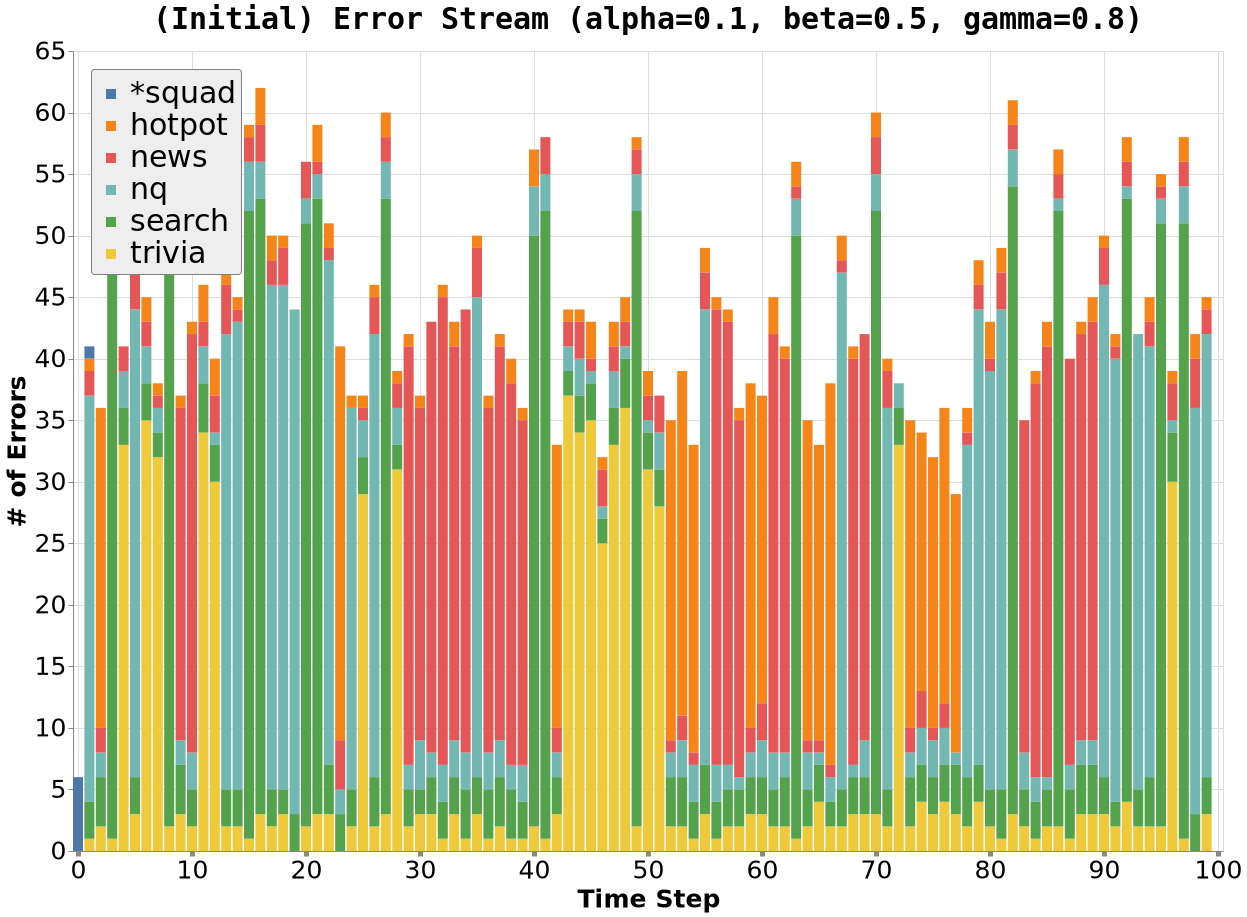 (Initial) Error Stream (alpha=0.1, beta=0.5, gamma=0.8)
65
60
55
50
45
40
35
30
25
20
15
10
5
0
# of Errors
*squad
hotpot
news
nq
search
trivia
0 10 20 30 40 50 60 70 80 90 100
Time Step